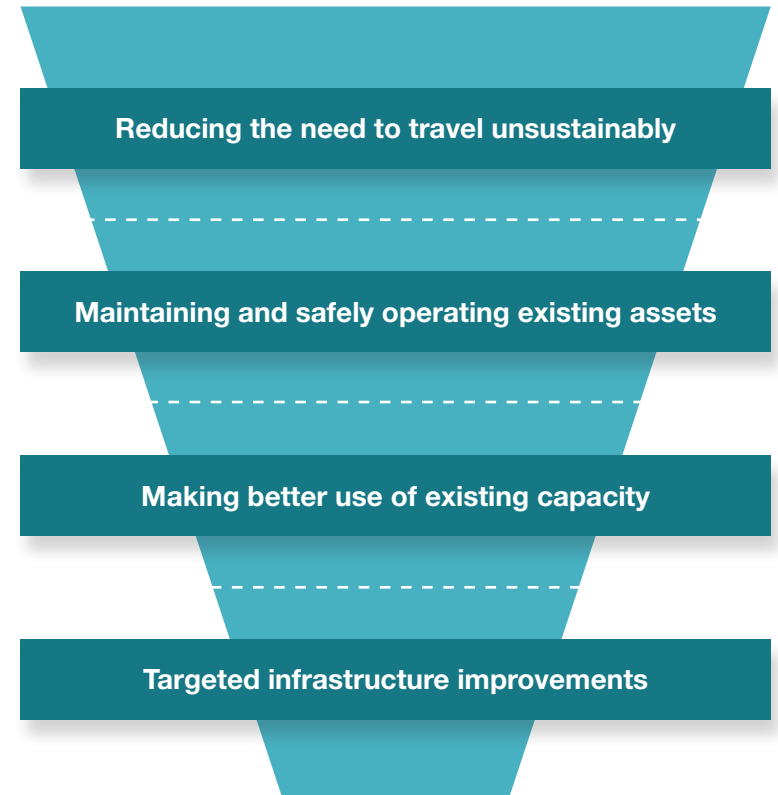 Reducing the need to travel unsustainably
Maintaining and safely operating existing assets
Making better use of existing capacity
Targeted infrastructure improvements